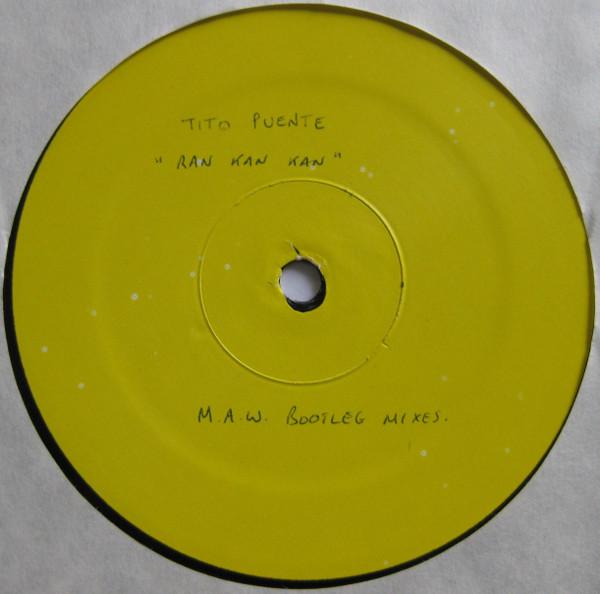 TITO PUENTE
"RAN KAN KAN"
M.A.W. BOOTLEG MIXES.